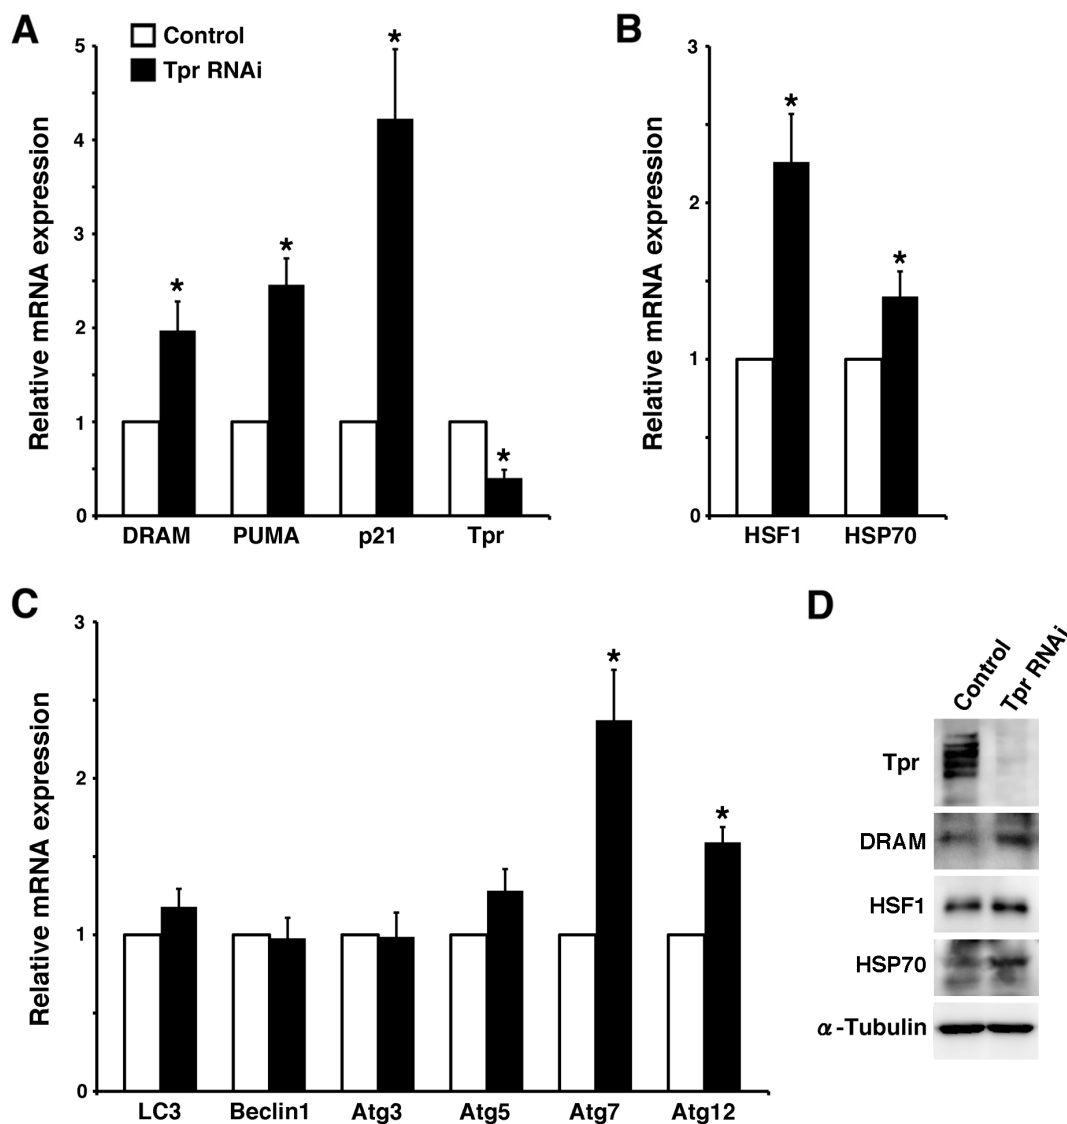 A
Control
Tpr RNAi
Relative mRNA expression
5
4
3
2
1
0
*
*
*
*
DRAM PUMA p21 Tpr
B
Relative mRNA expression
3
2
1
0
*
*
HSF1 HSP70
C
Relative mRNA expression
3
2
1
0
*
*
LC3 Beclin1 Atg3 Atg5 Atg7 Atg12
D
Control Tpr RNAi
Tpr
DRAM
HSF1
HSP70
α-Tubulin